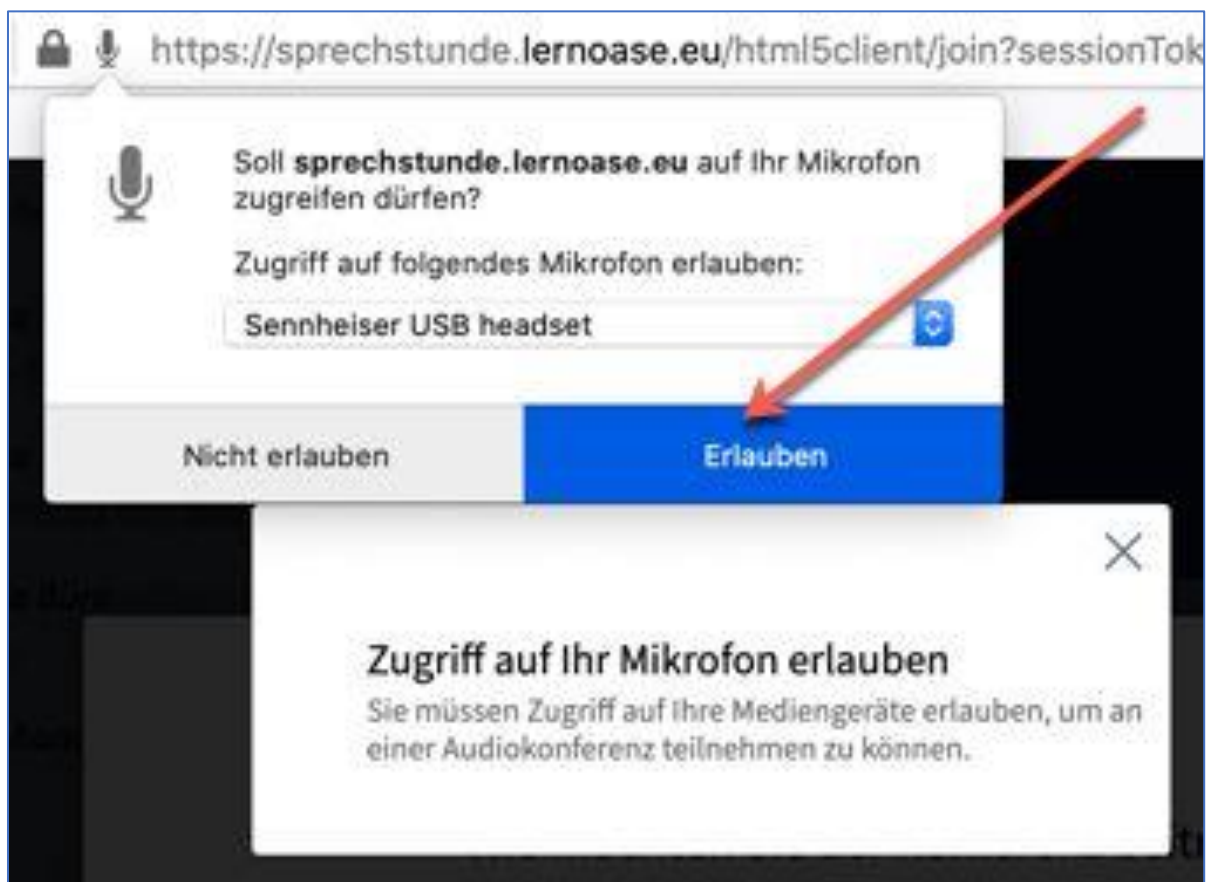 https://sprechstunde.lernoase.eu/html5client/join?sessionTok
Soll sprechstunde.lernoase.eu auf Ihr Mikrofon
zugreifen dürfen?
Zugriff auf folgendes Mikrofon erlauben:
Sennheiser USB headset
Nicht erlauben
Erlauben
Zugriff auf Ihr Mikrofon erlauben
Sie müssen Zugriff auf Ihre Mediengeräte erlauben, um an
einer Audiokonferenz teilnehmen zu können.